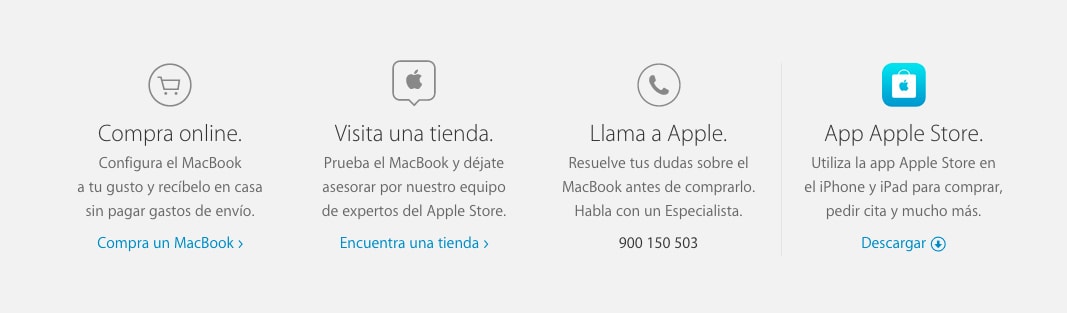 Compra online.
Configura el MacBook
a tu gusto y recíbelo en casa
sin pagar gastos de envío.
Compra un MacBook ›
Visita una tienda.
Prueba el MacBook y déjate
asesorar por nuestro equipo
de expertos del Apple Store.
Encuentra una tienda ›
Llama a Apple.
Resuelve tus dudas sobre el
MacBook antes de comprarlo.
Habla con un Especialista.
900 150 503
App Apple Store.
Utiliza la app Apple Store en
el iPhone y iPad para comprar,
pedir cita y mucho más.
Descargar